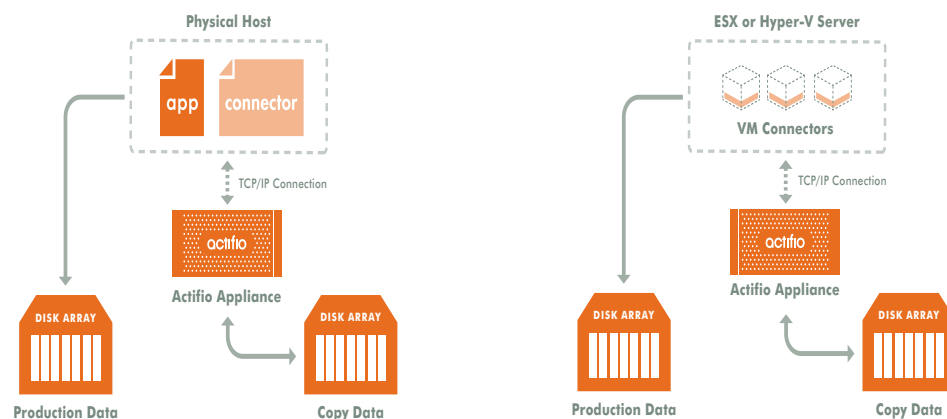 Physical Host
app
connector
TCP/IP Connection
actifio
Actifio Appliance
DISK ARRAY
DISK ARRAY
Production Data
Copy Data
ESX or Hyper-V Server
VM Connectors
TCP/IP Connection
actifio
Actifio Appliance
DISK ARRAY
DISK ARRAY
Production Data
Copy Data